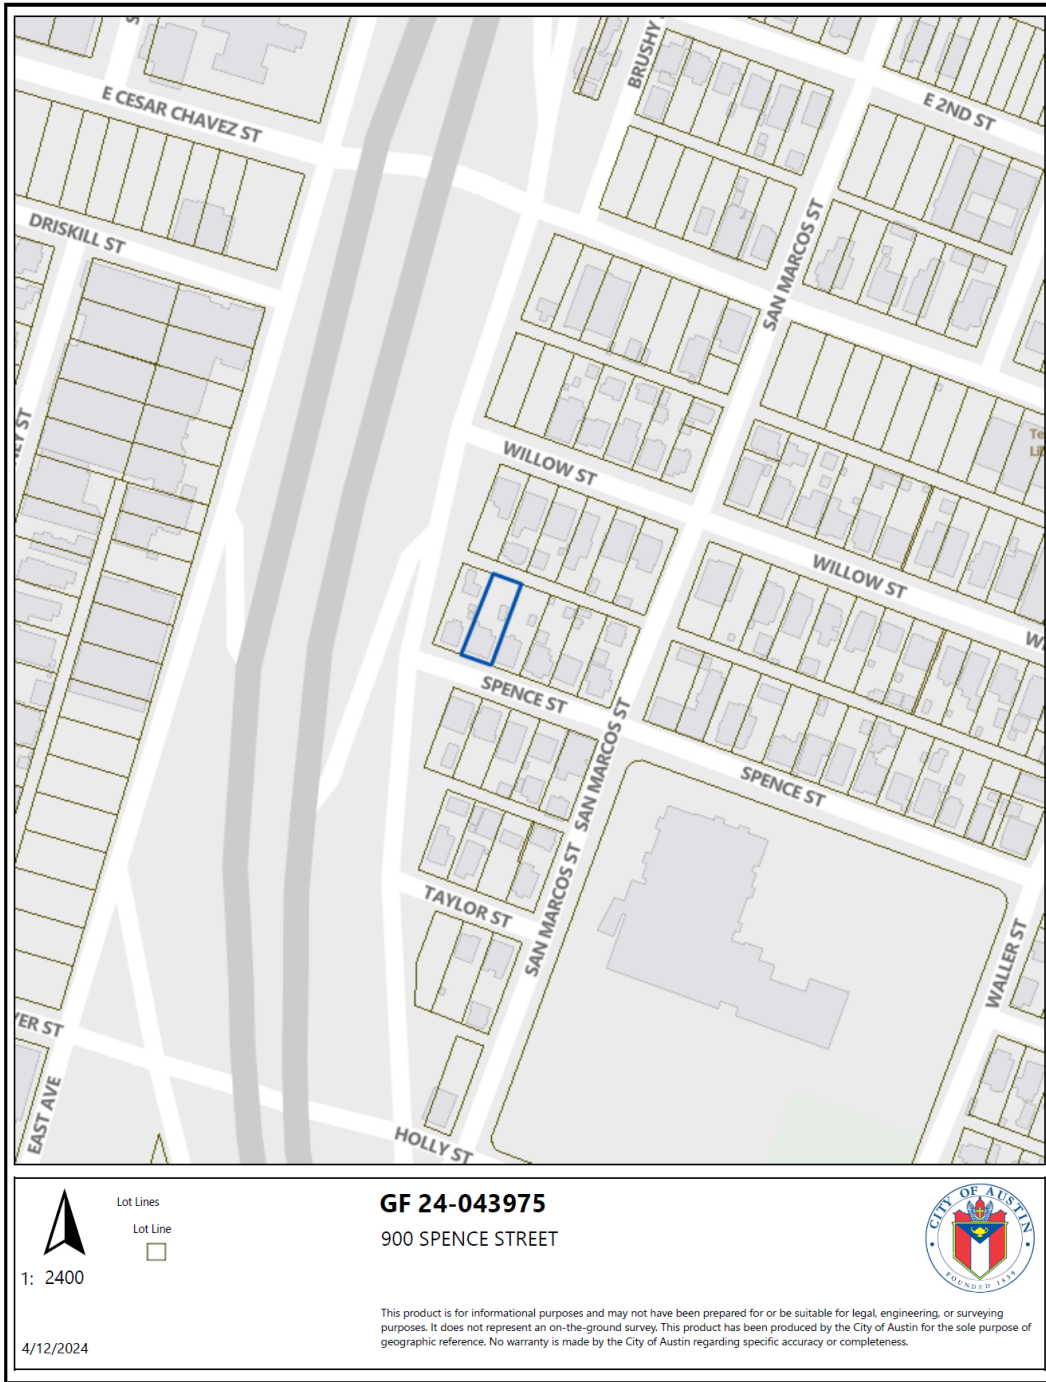 E CESAR CHAVEZ ST
BRUSHY
E 2ND ST
DRISKILL ST
SAN MARCOS ST
WILLOW ST
WILLOW ST
SPENCE ST
SAN MARCOS ST
SPENCE ST
SAN MARCOS ST
TAYLOR ST
WALLER ST
VER ST
EAST AVE
HOLLY ST
Lot Lines
Lot Line
1: 2400
4/12/2024
GF 24-043975
900 SPENCE STREET
CITY OF AUSTIN
FOUNDED 1839
This product is for informational purposes and may not have been prepared for or be suitable for legal, engineering, or surveying
purposes. It does not represent an on-the-ground survey. This product has been produced by the City of Austin for the sole purpose of
geographic reference. No warranty is made by the City of Austin regarding specific accuracy or completeness.